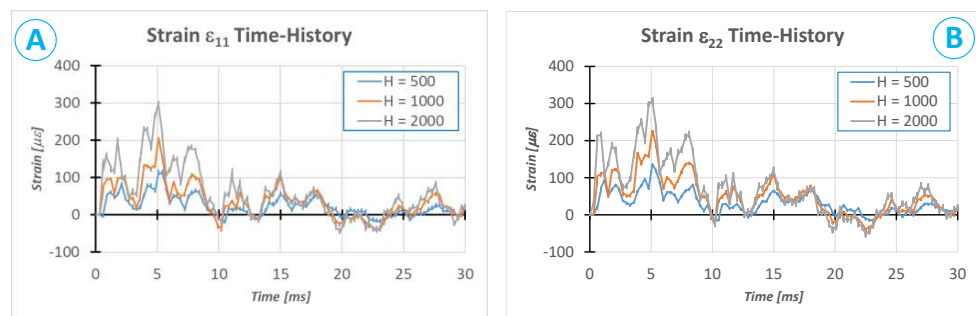 A
Strain ε11 Time-History
400
300
200
100
0
-100
Strain [με]
H = 500
H = 1000
H = 2000
0 5 10 15 20 25 30
Time [ms]
B
Strain ε22 Time-History
400
300
200
100
0
-100
Strain [με]
H = 500
H = 1000
H = 2000
0 5 10 15 20 25 30
Time [ms]